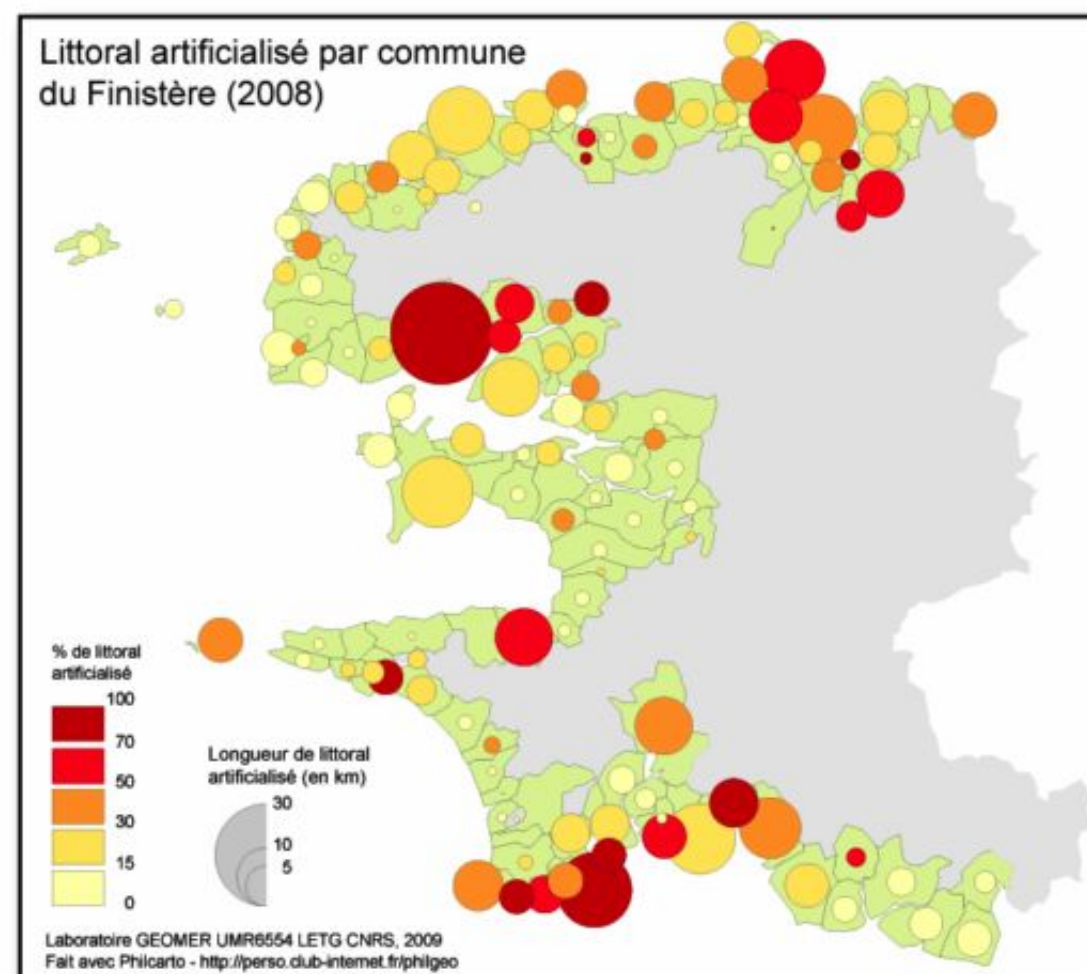 Littoral artificialisé par commune
du Finistère (2008)
% de littoral
artificialisé
100
70
50
30
15
0
Longueur de littoral
artificialisé (en km)
30
10
5
Laboratoire GEOMER UMR6554 LETG CNRS, 2009
Fait avec Philcarto - http://perso.club-internet.fr/philgeo